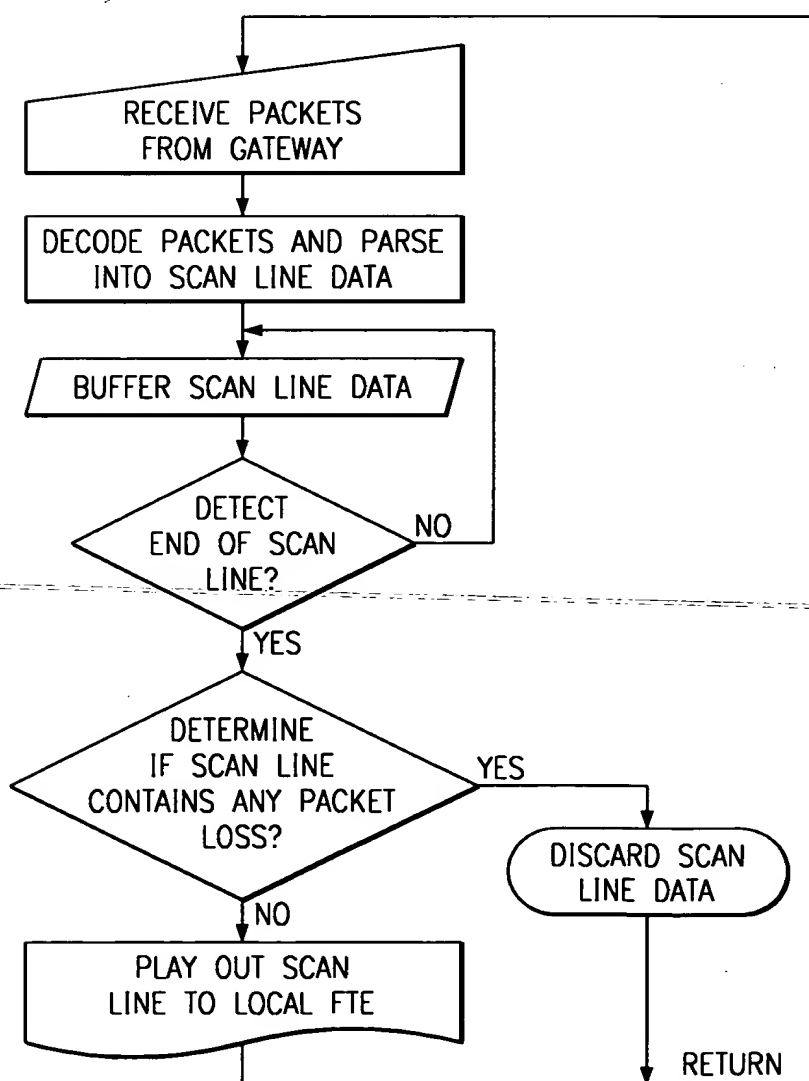 RECEIVE PACKETS
FROM GATEWAY
DECODE PACKETS AND PARSE
INTO SCAN LINE DATA
BUFFER SCAN LINE DATA
DETECT
END OF SCAN
LINE?
NO
YES
DETERMINE
IF SCAN LINE
CONTAINS ANY PACKET
LOSS?
YES
DISCARD SCAN
LINE DATA
NO
PLAY OUT SCAN
LINE TO LOCAL FTE
RETURN